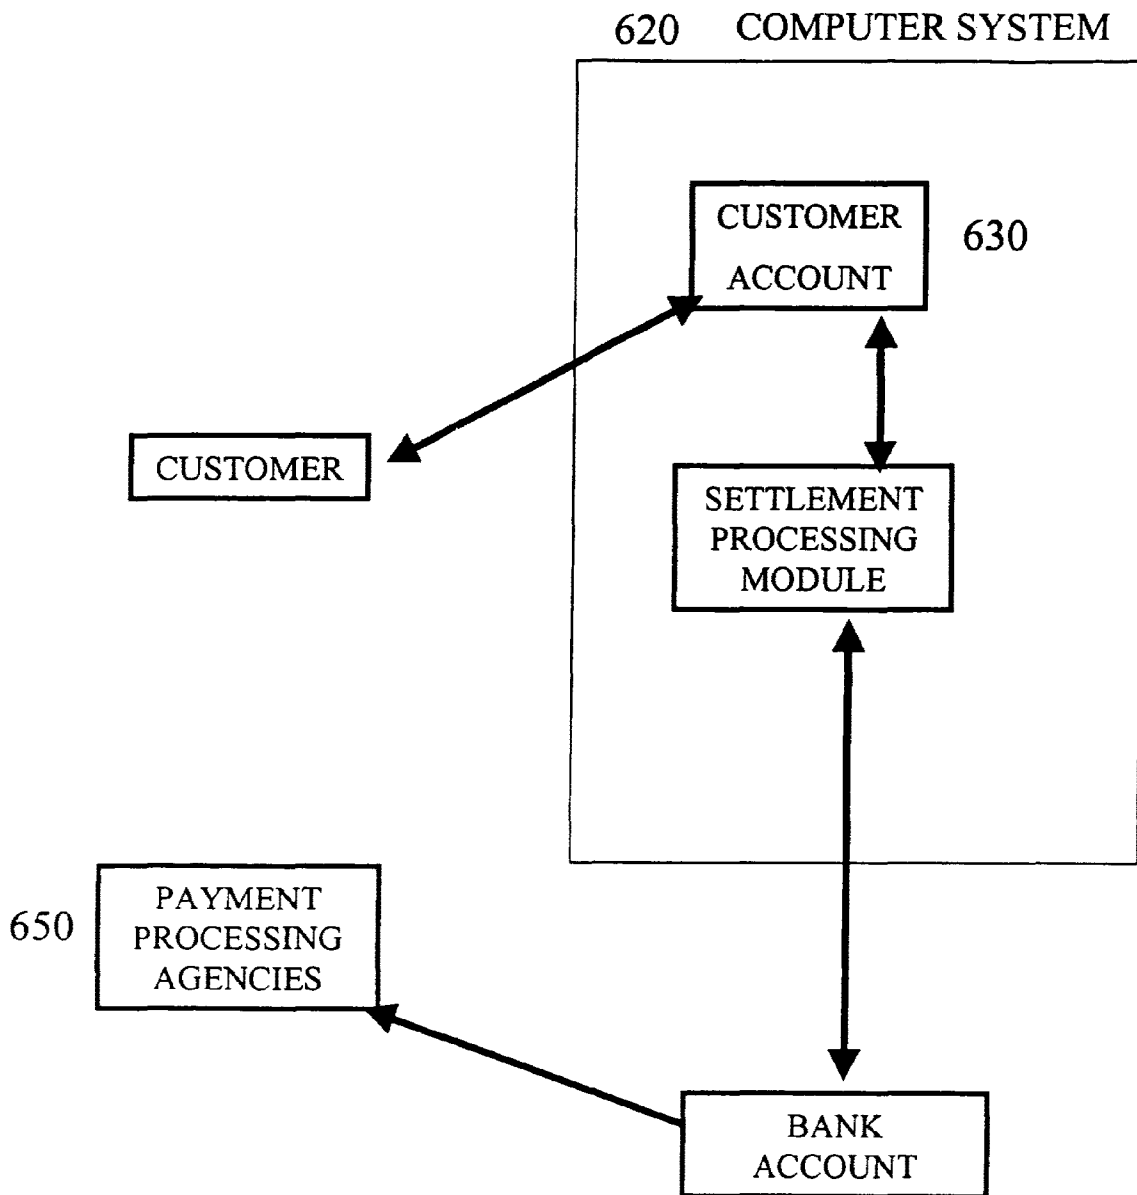 620 COMPUTER SYSTEM
CUSTOMER
ACCOUNT
630
CUSTOMER
SETTLEMENT
PROCESSING
MODULE
650
PAYMENT
PROCESSING
AGENCIES
BANK
ACCOUNT